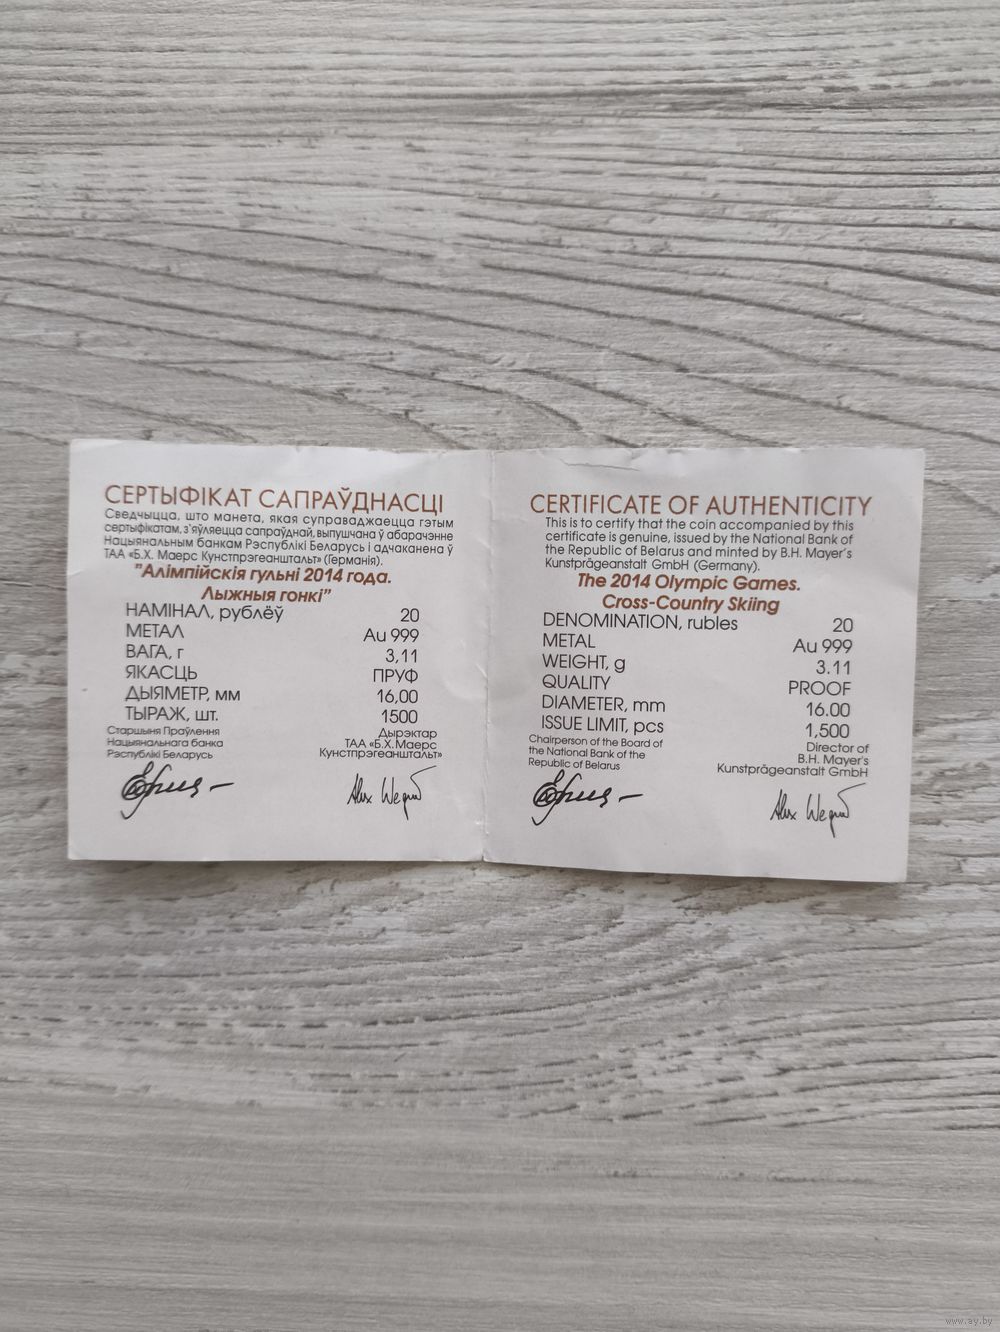 СЕРТЫФІКАТ САПРАЎДНАСЦІ
Сведчыцца, што манета, якая суправаджаецца гэтым
сертыфікатам, з'яўляецца сапраўднай, выпушчана ў абарачэнне
Нацыянальным банкам Рэспублікі Беларусь і адчаканена ў
ТАА «Б.Х. Маерс Кунстпрэгеанштальт» (Германія).
"Алімпійскія гульні 2014 года.
Лыжныя гонкі"
НАМІНАЛ, рублёў 20
МЕТАЛ Au 999
ВАГА, г 3,11
ЯКАСЦЬ ПРУФ
ДЫЯМЕТР, мм 16,00
ТЫРАЖ, шт. 1500
Старшыня Праўлення
Нацыянальнага банка
Рэспублікі Беларусь
Дырэктар
ТАА «Б.Х.Маерс
Кунстпрэгеанштальт»
Alex Wegner
CERTIFICATE OF AUTHENTICITY
This is to certify that the coin accompanied by this
certificate is genuine, issued by the National Bank of
the Republic of Belarus and minted by B.H. Mayer's
Kunstprägeanstalt GmbH (Germany).
The 2014 Olympic Games.
Cross-Country Skiing
DENOMINATION, rubles 20
METAL Au 999
WEIGHT, g 3.11
QUALITY PROOF
DIAMETER, mm 16.00
ISSUE LIMIT, pcs 1,500
Chairperson of the Board of
the National Bank of the
Republic of Belarus
Director of
B.H. Mayer's
Kunstprägeanstalt GmbH
Alex Wegner
www.ay.by